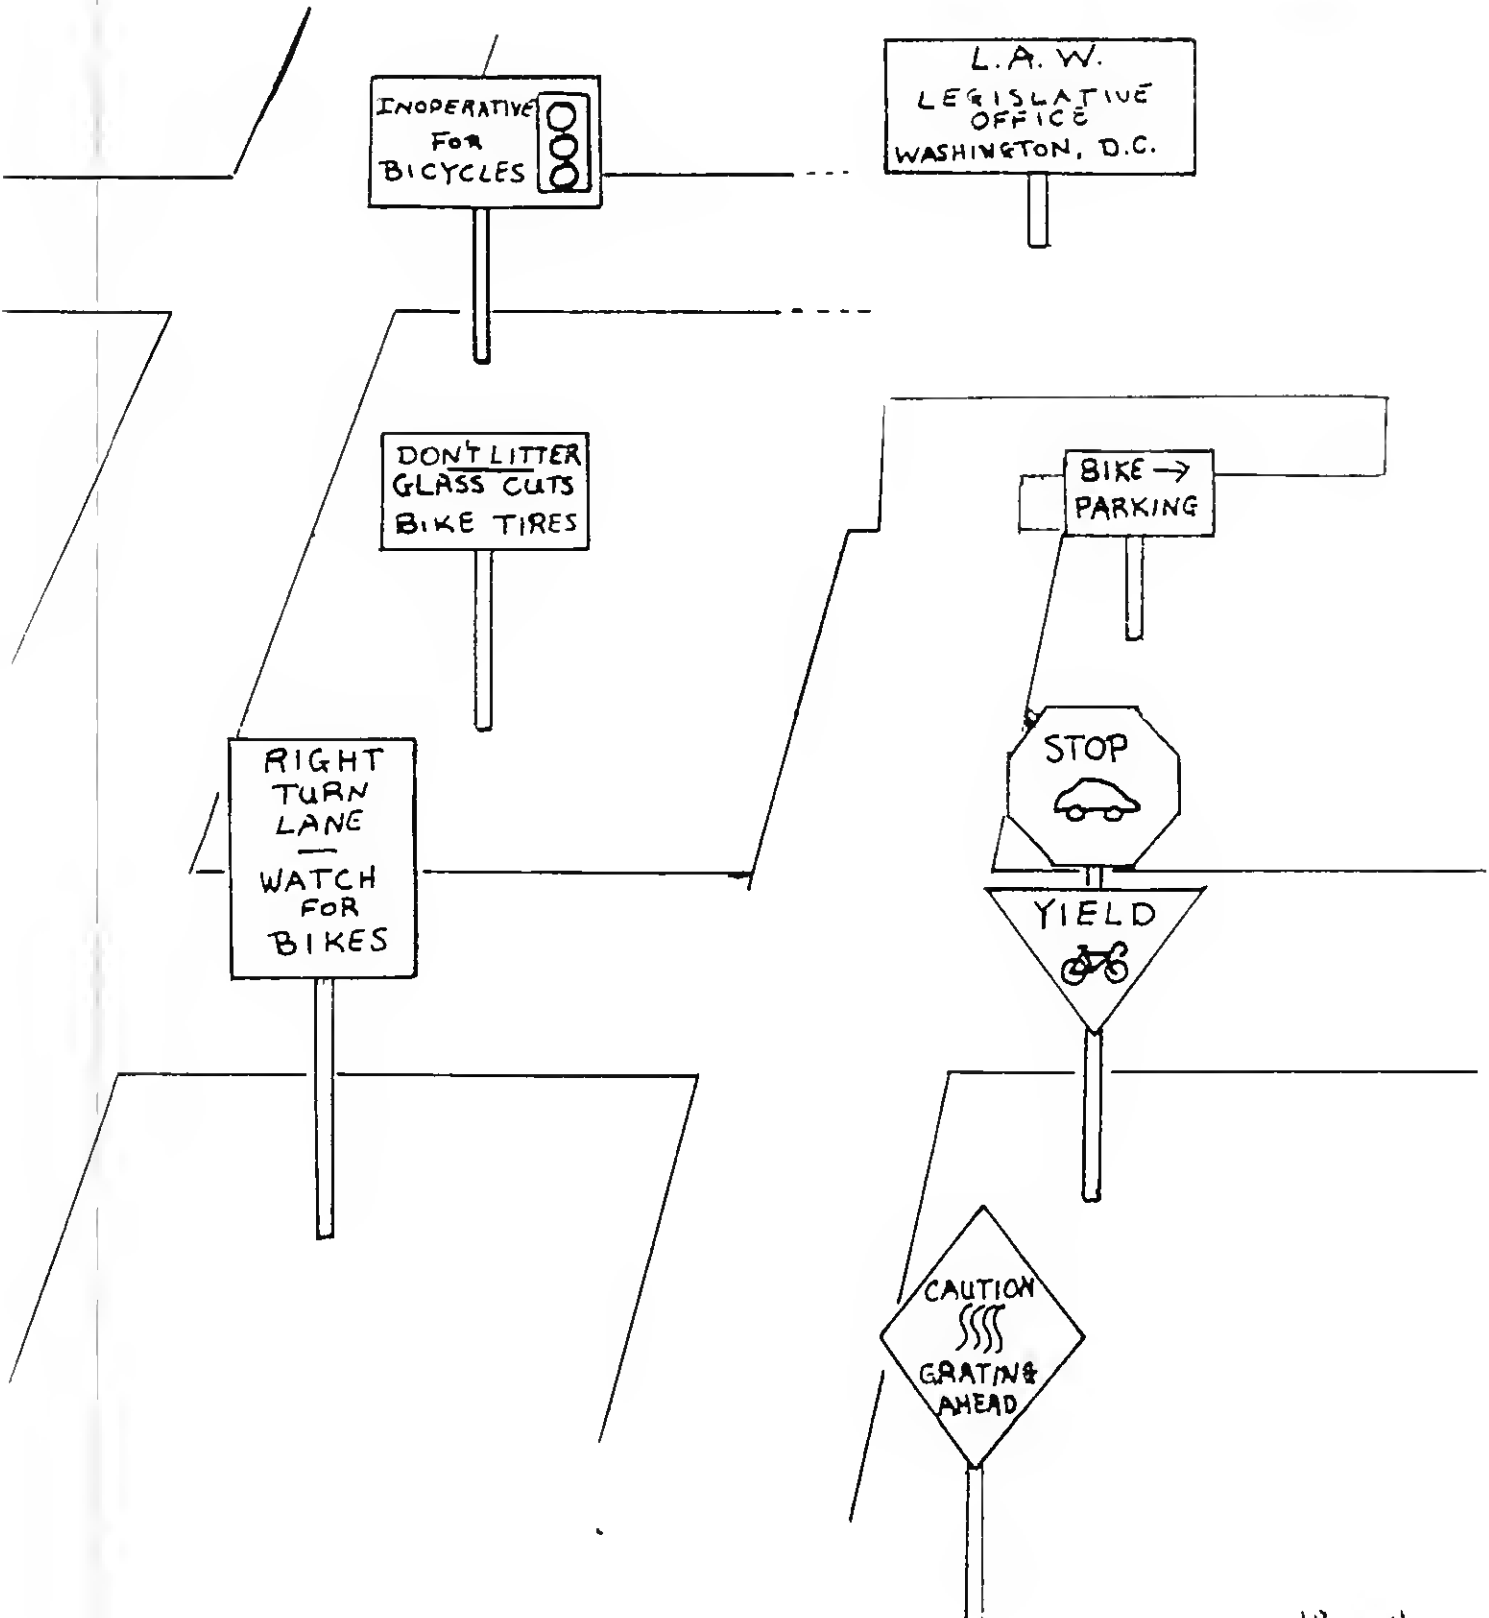 INOPERATIVE
FOR
BICYCLES
L.A.W.
LEGISLATIVE
OFFICE
WASHINGTON, D.C.
DON'T LITTER
GLASS CUTS
BIKE TIRES
BIKE →
PARKING
RIGHT
TURN
LANE
—
WATCH
FOR
BIKES
STOP
YIELD
CAUTION
GRATING
AHEAD